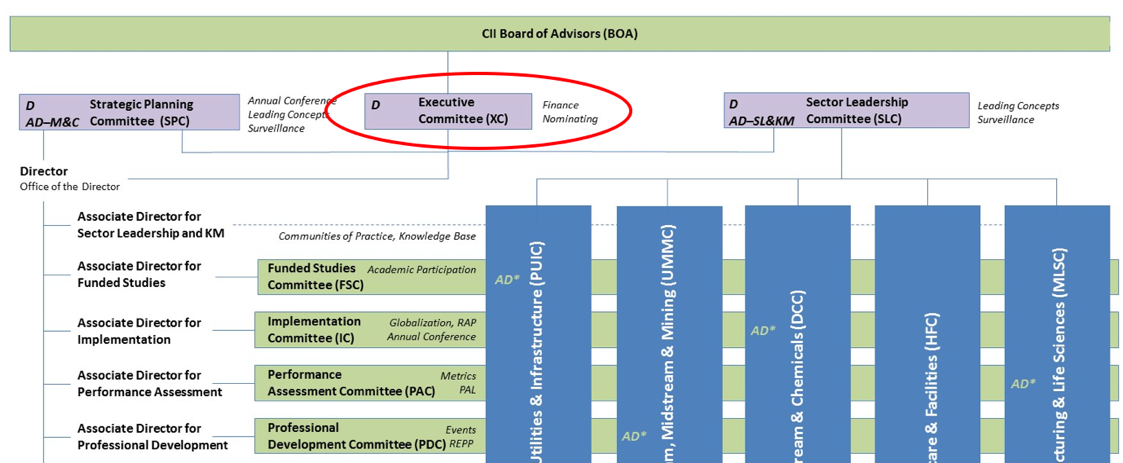 CII Board of Advisors (BOA)
D
AD–M&C
Strategic Planning
Committee (SPC)
Annual Conference
Leading Concepts
Surveillance
D
Executive
Committee (XC)
Finance
Nominating
D
AD–SL&KM
Sector Leadership
Committee (SLC)
Leading Concepts
Surveillance
Director
Office of the Director
Associate Director for
Sector Leadership and KM
Communities of Practice, Knowledge Base
Associate Director for
Funded Studies
Funded Studies
Committee (FSC)
Academic Participation
Associate Director for
Implementation
Implementation
Committee (IC)
Globalization, RAP
Annual Conference
Associate Director for
Performance Assessment
Performance
Assessment Committee (PAC)
Metrics
PAL
Associate Director for
Professional Development
Professional
Development Committee (PDC)
Events
REPP
AD*
Utilities & Infrastructure (PUIC)
AD*
, Midstream & Mining (UMMC)
AD*
& Chemicals (DCC)
& Facilities (HFC)
AD*
& Life Sciences (MLSC)